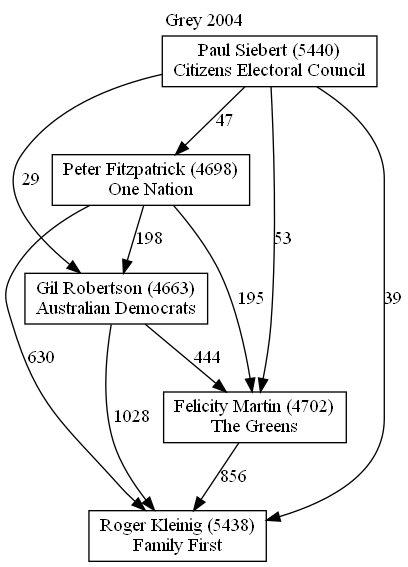 Grey 2004
Paul Siebert (5440)
Citizens Electoral Council
47
Peter Fitzpatrick (4698)
One Nation
29
198
53
Gil Robertson (4663)
Australian Democrats
195
39
630
444
Felicity Martin (4702)
The Greens
1028
856
Roger Kleinig (5438)
Family First